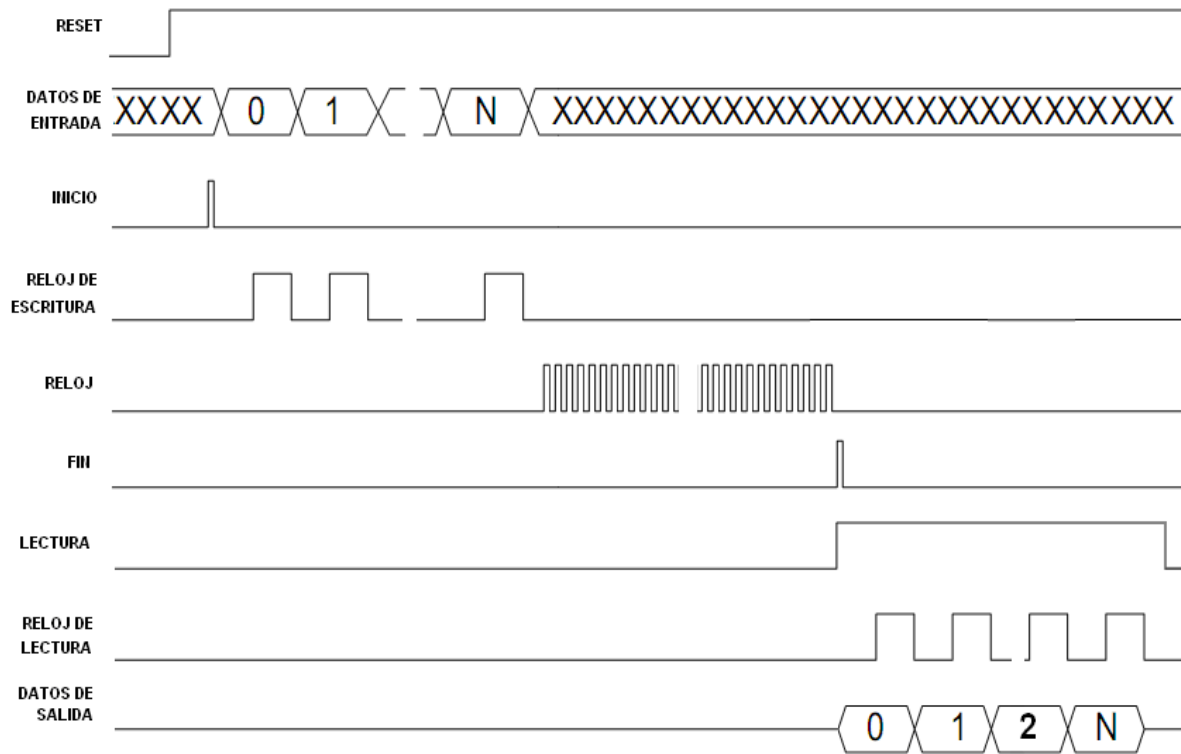 RESET
DATOS DE
ENTRADA
XXXX 0 1 N XXXXXXXXXXXXXXXXXXXXXXXXXXXXX
INICIO
RELOJ DE
ESCRITURA
RELOJ
FIN
LECTURA
RELOJ DE
LECTURA
DATOS DE
SALIDA
0 1 2 N